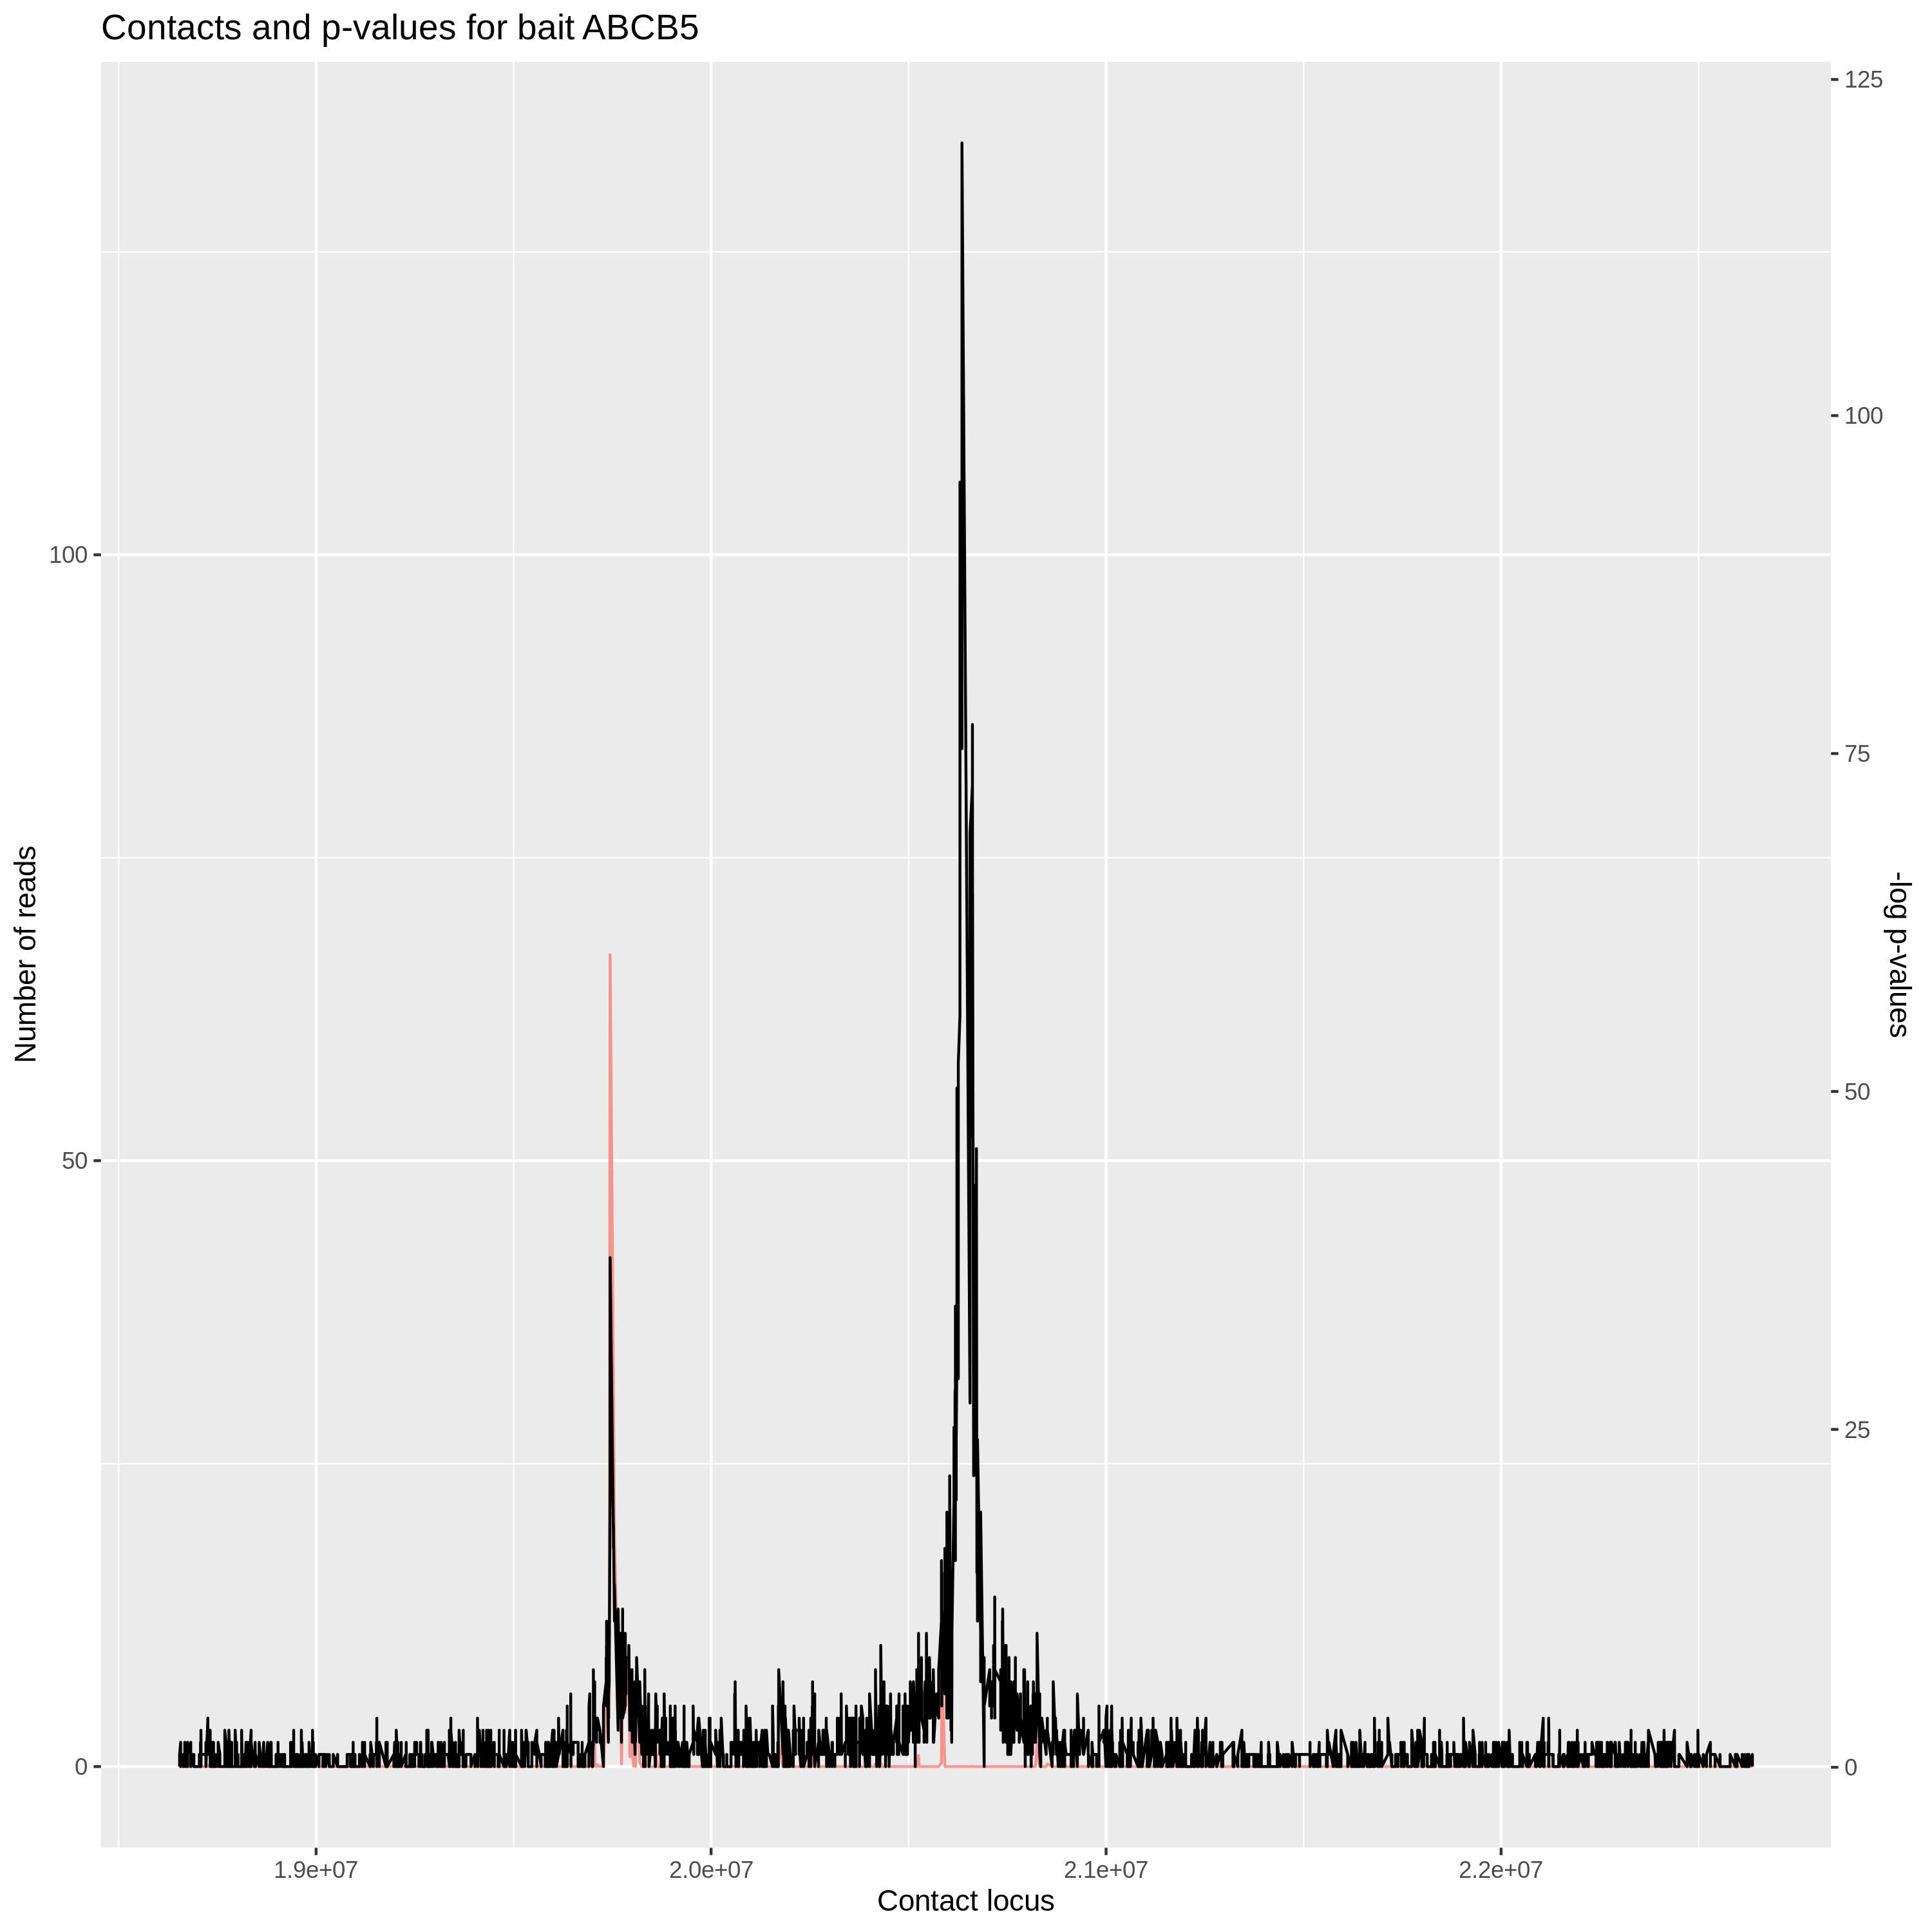 Contacts and p-values for bait ABCB5
Number of reads
100
50
0
125
100
75
50
25
0
-log p-values
1.9e+07 2.0e+07 2.1e+07 2.2e+07
Contact locus